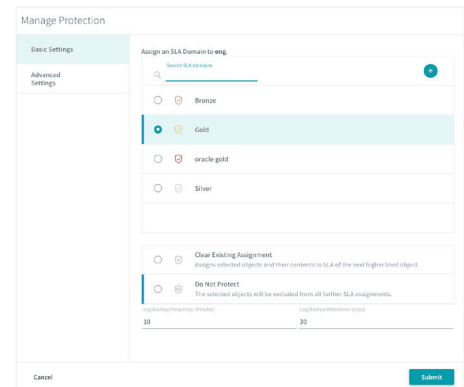 Manage Protection
Basic Settings
Advanced
Settings
Assign an SLA Domain to eng.
Search SLA domains
Bronze
Gold
oracle gold
Silver
Clear Existing Assignment
Assigns selected objects and their contents to SLA of the next higher level object.
Do Not Protect
The selected objects will be excluded from all further SLA assignments.
Log Backup Frequency (Minutes)
Log Backup Retention (Days)
10
30
Cancel
Submit